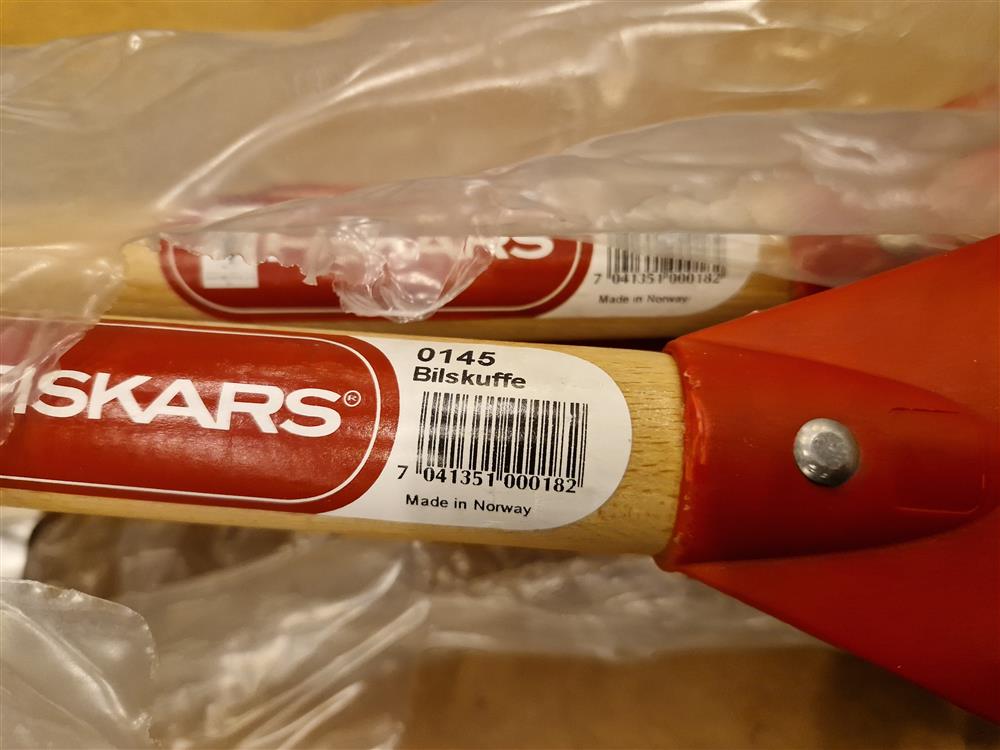 FISKARS
7 041351 000182
Made in Norway
ISKARS®
0145
Bilskuffe
7 041351 000182
Made in Norway